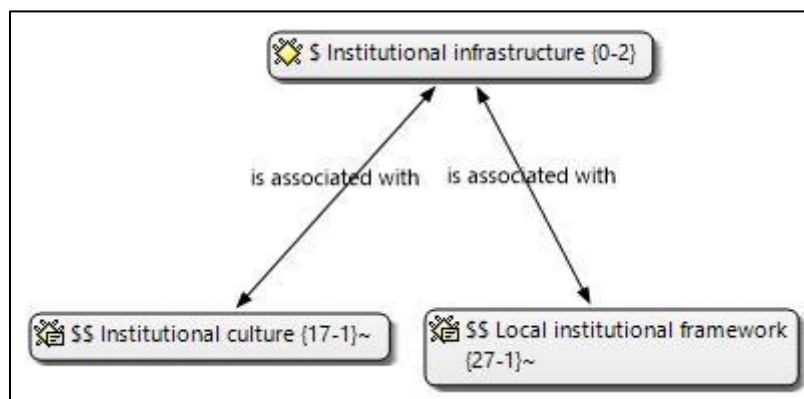 $ Institutional infrastructure {0-2}
is associated with
is associated with
$$ Institutional culture {17-1}~
$$ Local institutional framework
{27-1}~